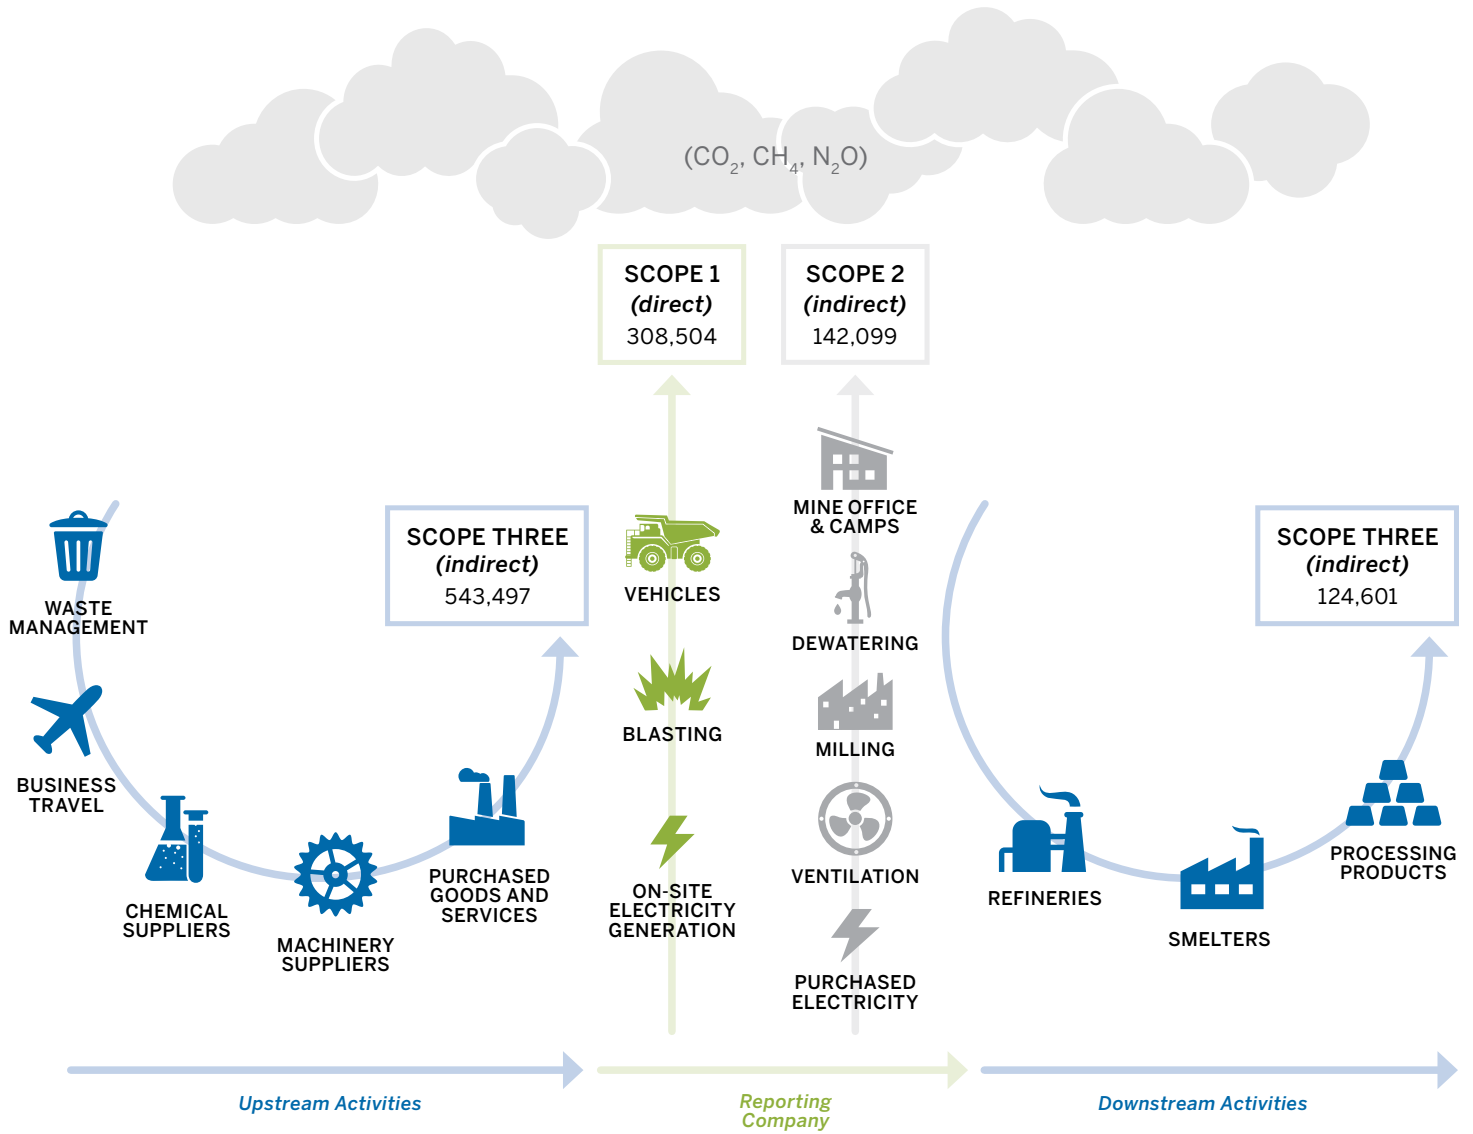 (CO₂, CH₄, N₂O)
SCOPE 1
(direct)
308,504
SCOPE 2
(indirect)
142,099
SCOPE THREE
(indirect)
543,497
WASTE
MANAGEMENT
BUSINESS
TRAVEL
CHEMICAL
SUPPLIERS
MACHINERY
SUPPLIERS
PURCHASED
GOODS AND
SERVICES
VEHICLES
BLASTING
ON-SITE
ELECTRICITY
GENERATION
MINE OFFICE
& CAMPS
DEWATERING
MILLING
VENTILATION
PURCHASED
ELECTRICITY
SCOPE THREE
(indirect)
124,601
REFINERIES
SMELTERS
PROCESSING
PRODUCTS
Upstream Activities
Reporting
Company
Downstream Activities